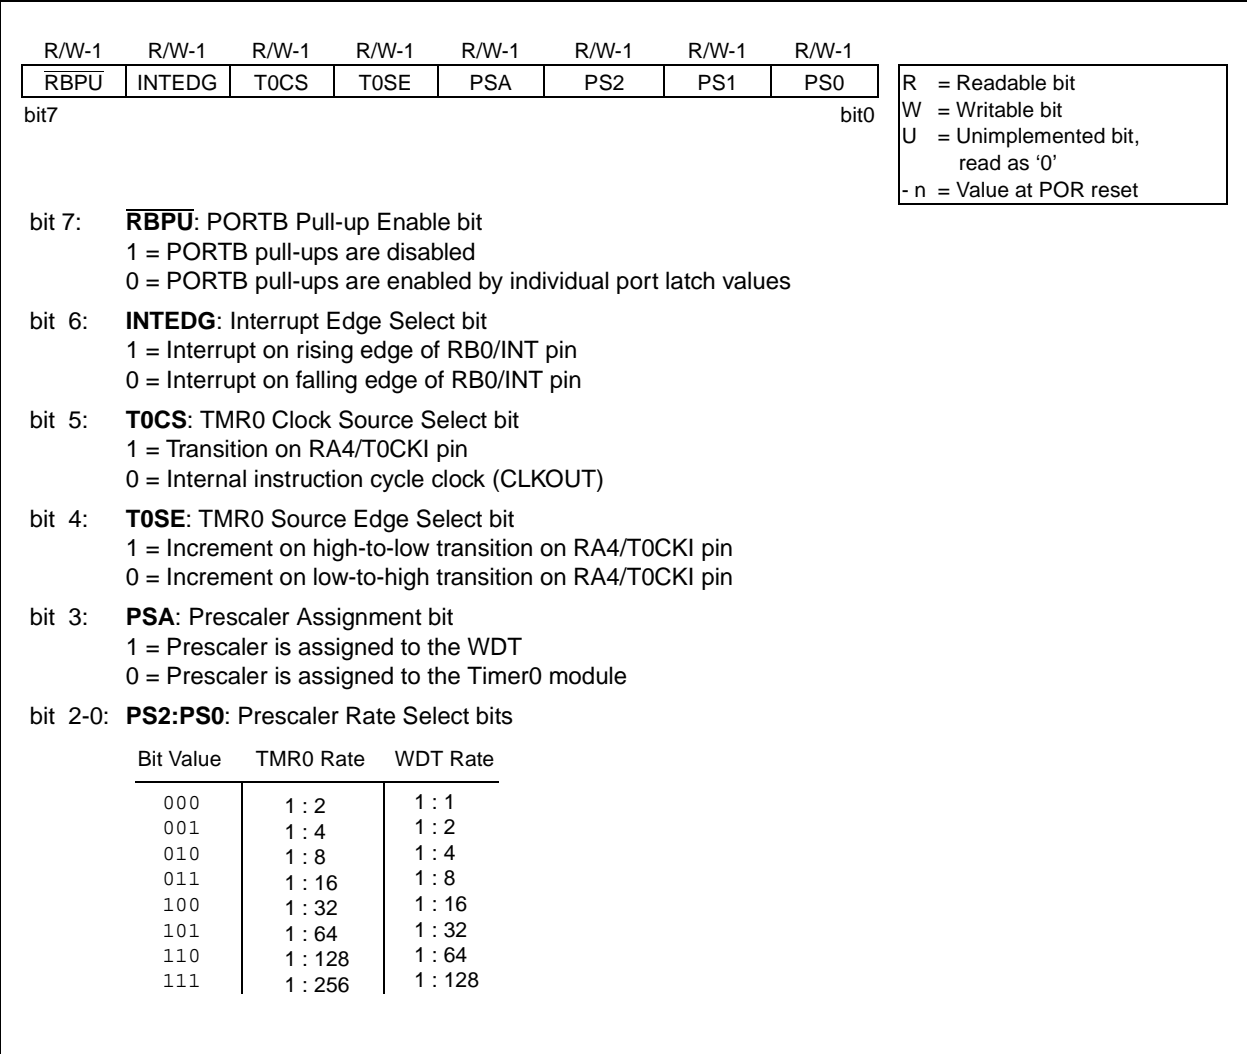 R/W-1 R/W-1 R/W-1 R/W-1 R/W-1 R/W-1 R/W-1 R/W-1
RBPU INTEDG T0CS T0SE PSA PS2 PS1 PS0
bit7 bit0
R = Readable bit
W = Writable bit
U = Unimplemented bit,
read as ‘0’
- n = Value at POR reset
bit 7: RBPU: PORTB Pull-up Enable bit
1 = PORTB pull-ups are disabled
0 = PORTB pull-ups are enabled by individual port latch values
bit 6: INTEDG: Interrupt Edge Select bit
1 = Interrupt on rising edge of RB0/INT pin
0 = Interrupt on falling edge of RB0/INT pin
bit 5: T0CS: TMR0 Clock Source Select bit
1 = Transition on RA4/T0CKI pin
0 = Internal instruction cycle clock (CLKOUT)
bit 4: T0SE: TMR0 Source Edge Select bit
1 = Increment on high-to-low transition on RA4/T0CKI pin
0 = Increment on low-to-high transition on RA4/T0CKI pin
bit 3: PSA: Prescaler Assignment bit
1 = Prescaler is assigned to the WDT
0 = Prescaler is assigned to the Timer0 module
bit 2-0: PS2:PS0: Prescaler Rate Select bits
Bit Value TMR0 Rate WDT Rate
000 1 : 2 1 : 1
001 1 : 4 1 : 2
010 1 : 8 1 : 4
011 1 : 16 1 : 8
100 1 : 32 1 : 16
101 1 : 64 1 : 32
110 1 : 128 1 : 64
111 1 : 256 1 : 128